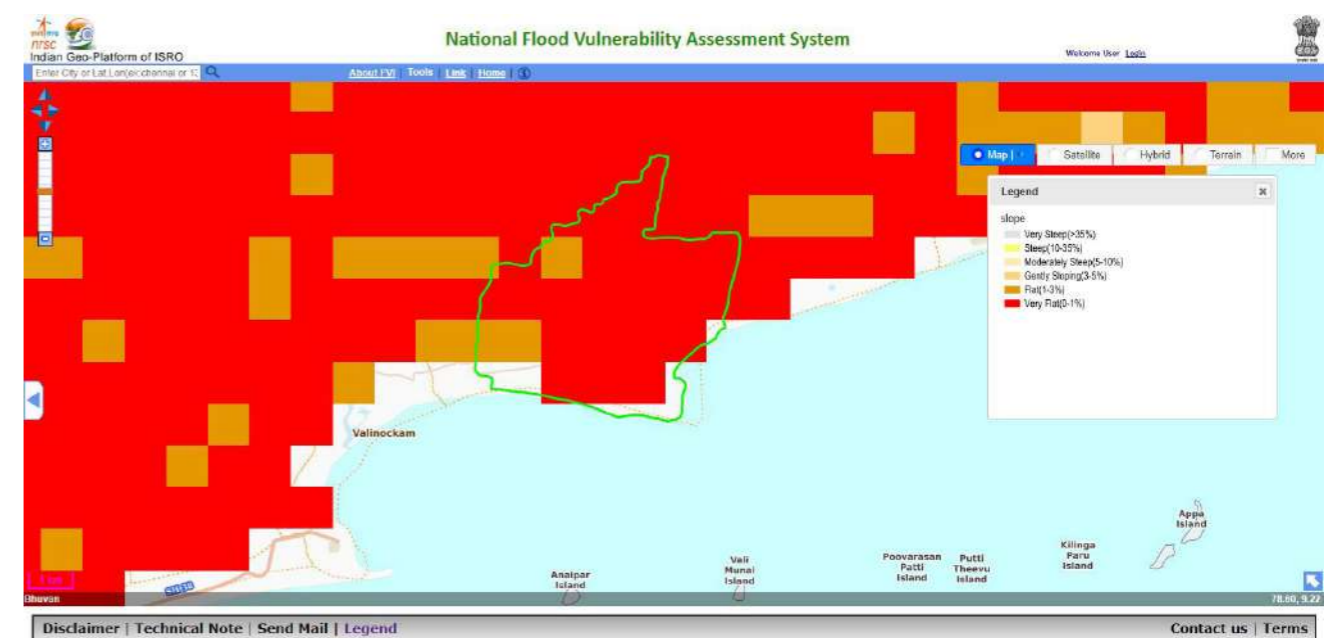 nrsc
Indian Geo-Platform of ISRO
National Flood Vulnerability Assessment System
Welcome User Login
About FVI | Tools | Link | Home |
Map |
Satellite
Hybrid
Terrain
More
Legend
slope
Very Steep(>35%)
Steep(10-35%)
Moderately Steep(5-10%)
Gently Sloping(3-5%)
Flat(1-3%)
Very Flat(0-1%)
Valinockam
Appa
Island
Kilinga
Paru
Island
Poovarasan
Patti
Island
Putti
Theevu
Island
Vali
Munai
Island
Anaipar
Island
Bhuvan
78.60, 9.22
Disclaimer | Technical Note | Send Mail | Legend
Contact us | Terms